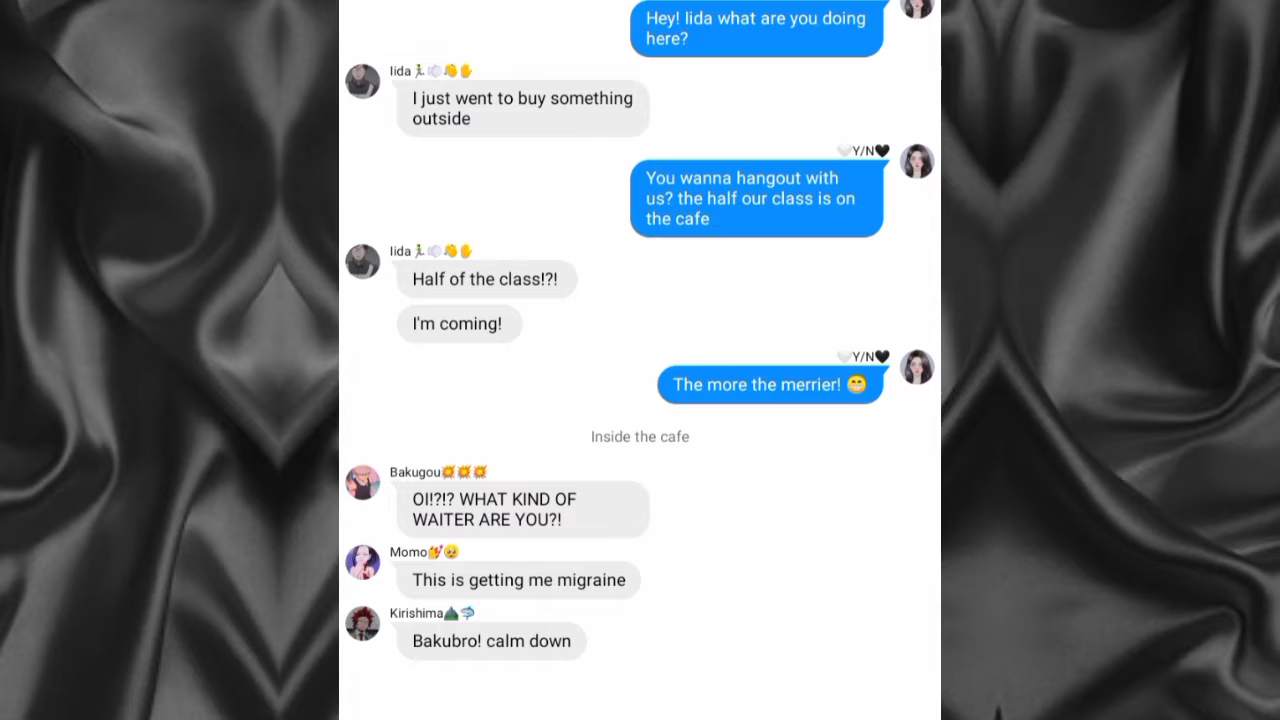 Hey! Iida what are you doing
here?
Iida🏃‍♂️💨👏✋
I just went to buy something
outside
🤍Y/N🖤
You wanna hangout with
us? the half our class is on
the cafe
Iida🏃‍♂️💨👏✋
Half of the class!?!
I'm coming!
🤍Y/N🖤
The more the merrier! 😁
Inside the cafe
Bakugou💥💥💥
OI!?!? WHAT KIND OF
WAITER ARE YOU?!
Momo💅🥺
This is getting me migraine
Kirishima⛰️🦈
Bakubro! calm down